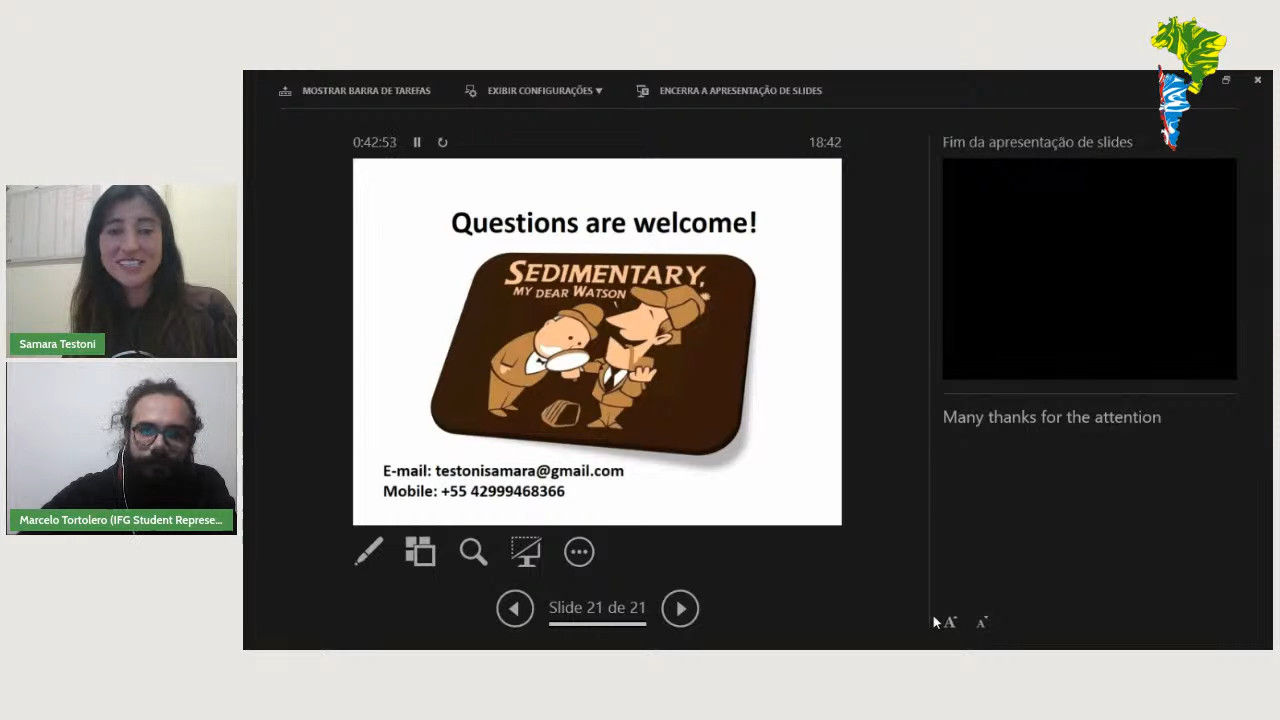 MOSTRAR BARRA DE TAREFAS
EXIBIR CONFIGURAÇÕES ▼
ENCERRA A APRESENTAÇÃO DE SLIDES
0:42:53
18:42
Fim da apresentação de slides
Questions are welcome!
SEDIMENTARY,
MY DEAR WATSON
E-mail: testonisamara@gmail.com
Mobile: +55 42999468366
Many thanks for the attention
Slide 21 de 21
A A
Samara Testoni
Marcelo Tortolero (IFG Student Represe...